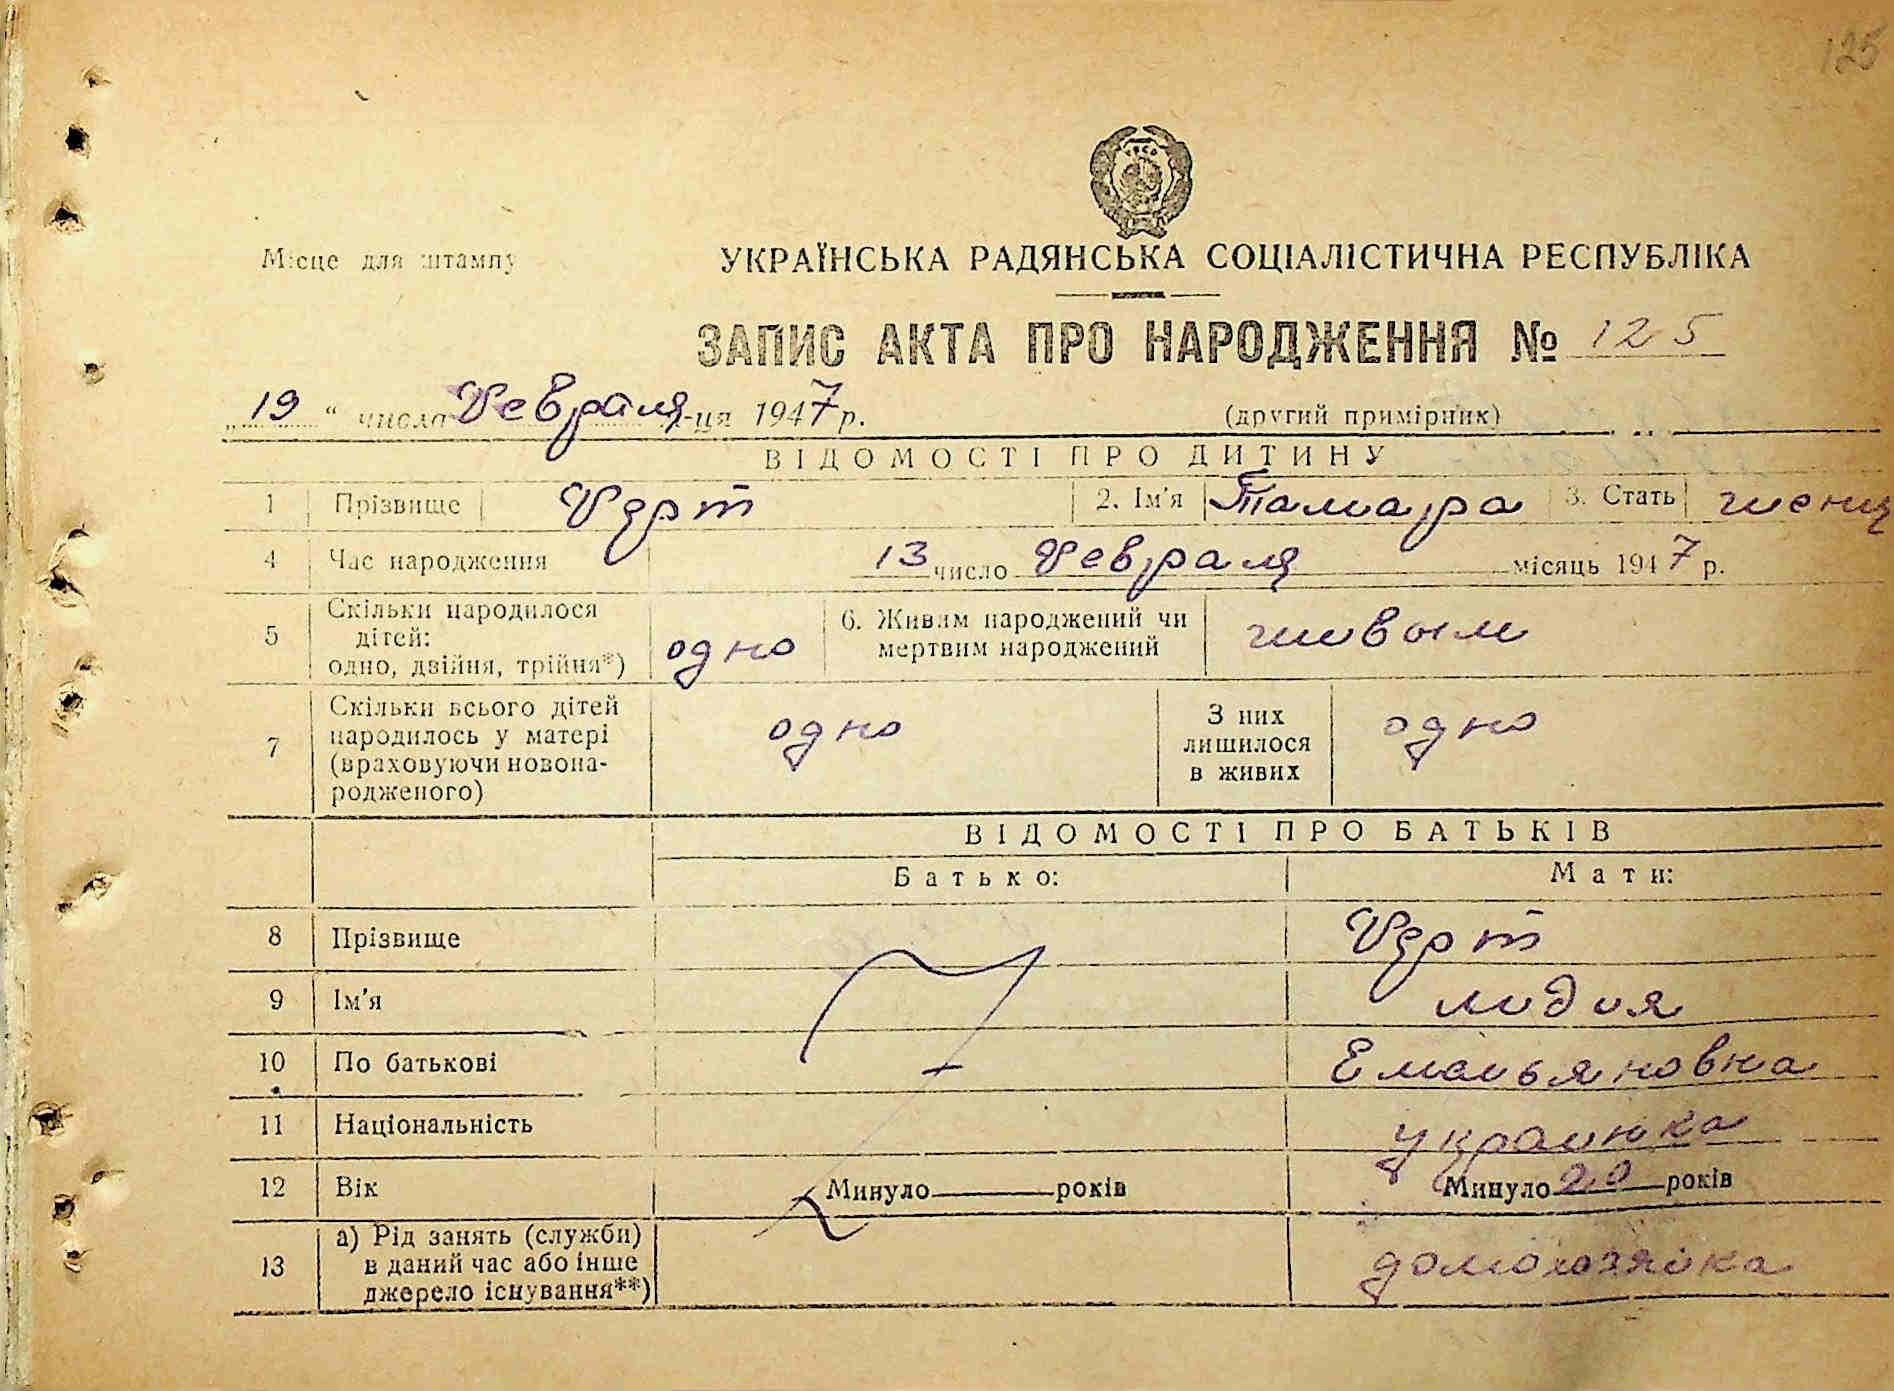 125
Місце для штампу
УКРАЇНСЬКА РАДЯНСЬКА СОЦІАЛІСТИЧНА РЕСПУБЛІКА
ЗАПИС АКТА ПРО НАРОДЖЕННЯ № 125
„ 19 “ числа Февраля м-ця 1947 р. (другий примірник)
ВІДОМОСТІ ПРО ДИТИНУ
1 Прізвище 2. Ім'я Тамара 3. Стать женщ
4 Час народження 13 число Февраля місяць 1947 р.
5 Скільки народилося
дітей:
одно, двійня, трійня*) одно
6. Живим народжений чи
мертвим народжений живым
7 Скільки всього дітей
народилось у матері
(враховуючи новона-
родженого) одно
З них
лишилося
в живих одно
ВІДОМОСТІ ПРО БАТЬКІВ
Батько: Мати:
8 Прізвище
9 Ім'я лидия
10 По батькові Емельяновна
11 Національність украинка
12 Вік Минуло років Минуло 20 років
13 а) Рід занять (служби)
в даний час або інше
джерело існування**) домохозяйка